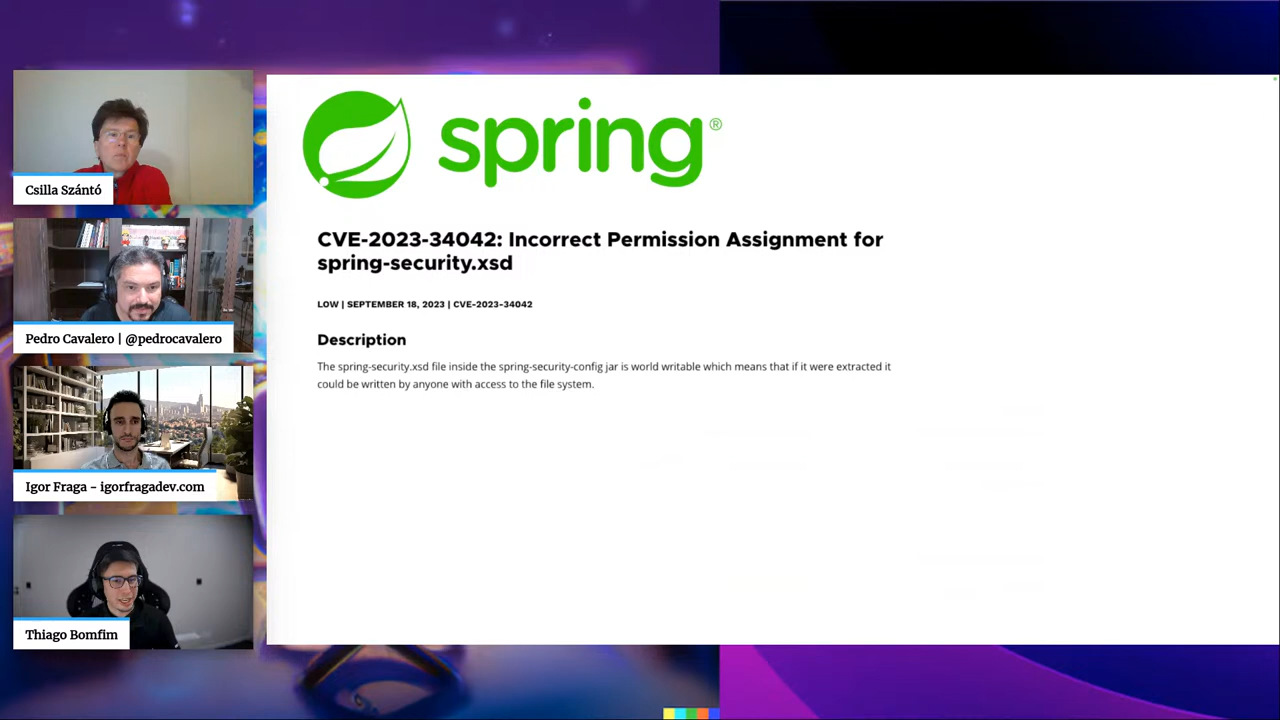 Csilla Szántó
Pedro Cavalero | @pedrocavalero
Igor Fraga - igorfragadev.com
Thiago Bomfim
spring®
CVE-2023-34042: Incorrect Permission Assignment for
spring-security.xsd
LOW | SEPTEMBER 18, 2023 | CVE-2023-34042
Description
The spring-security.xsd file inside the spring-security-config jar is world writable which means that if it were extracted it
could be written by anyone with access to the file system.